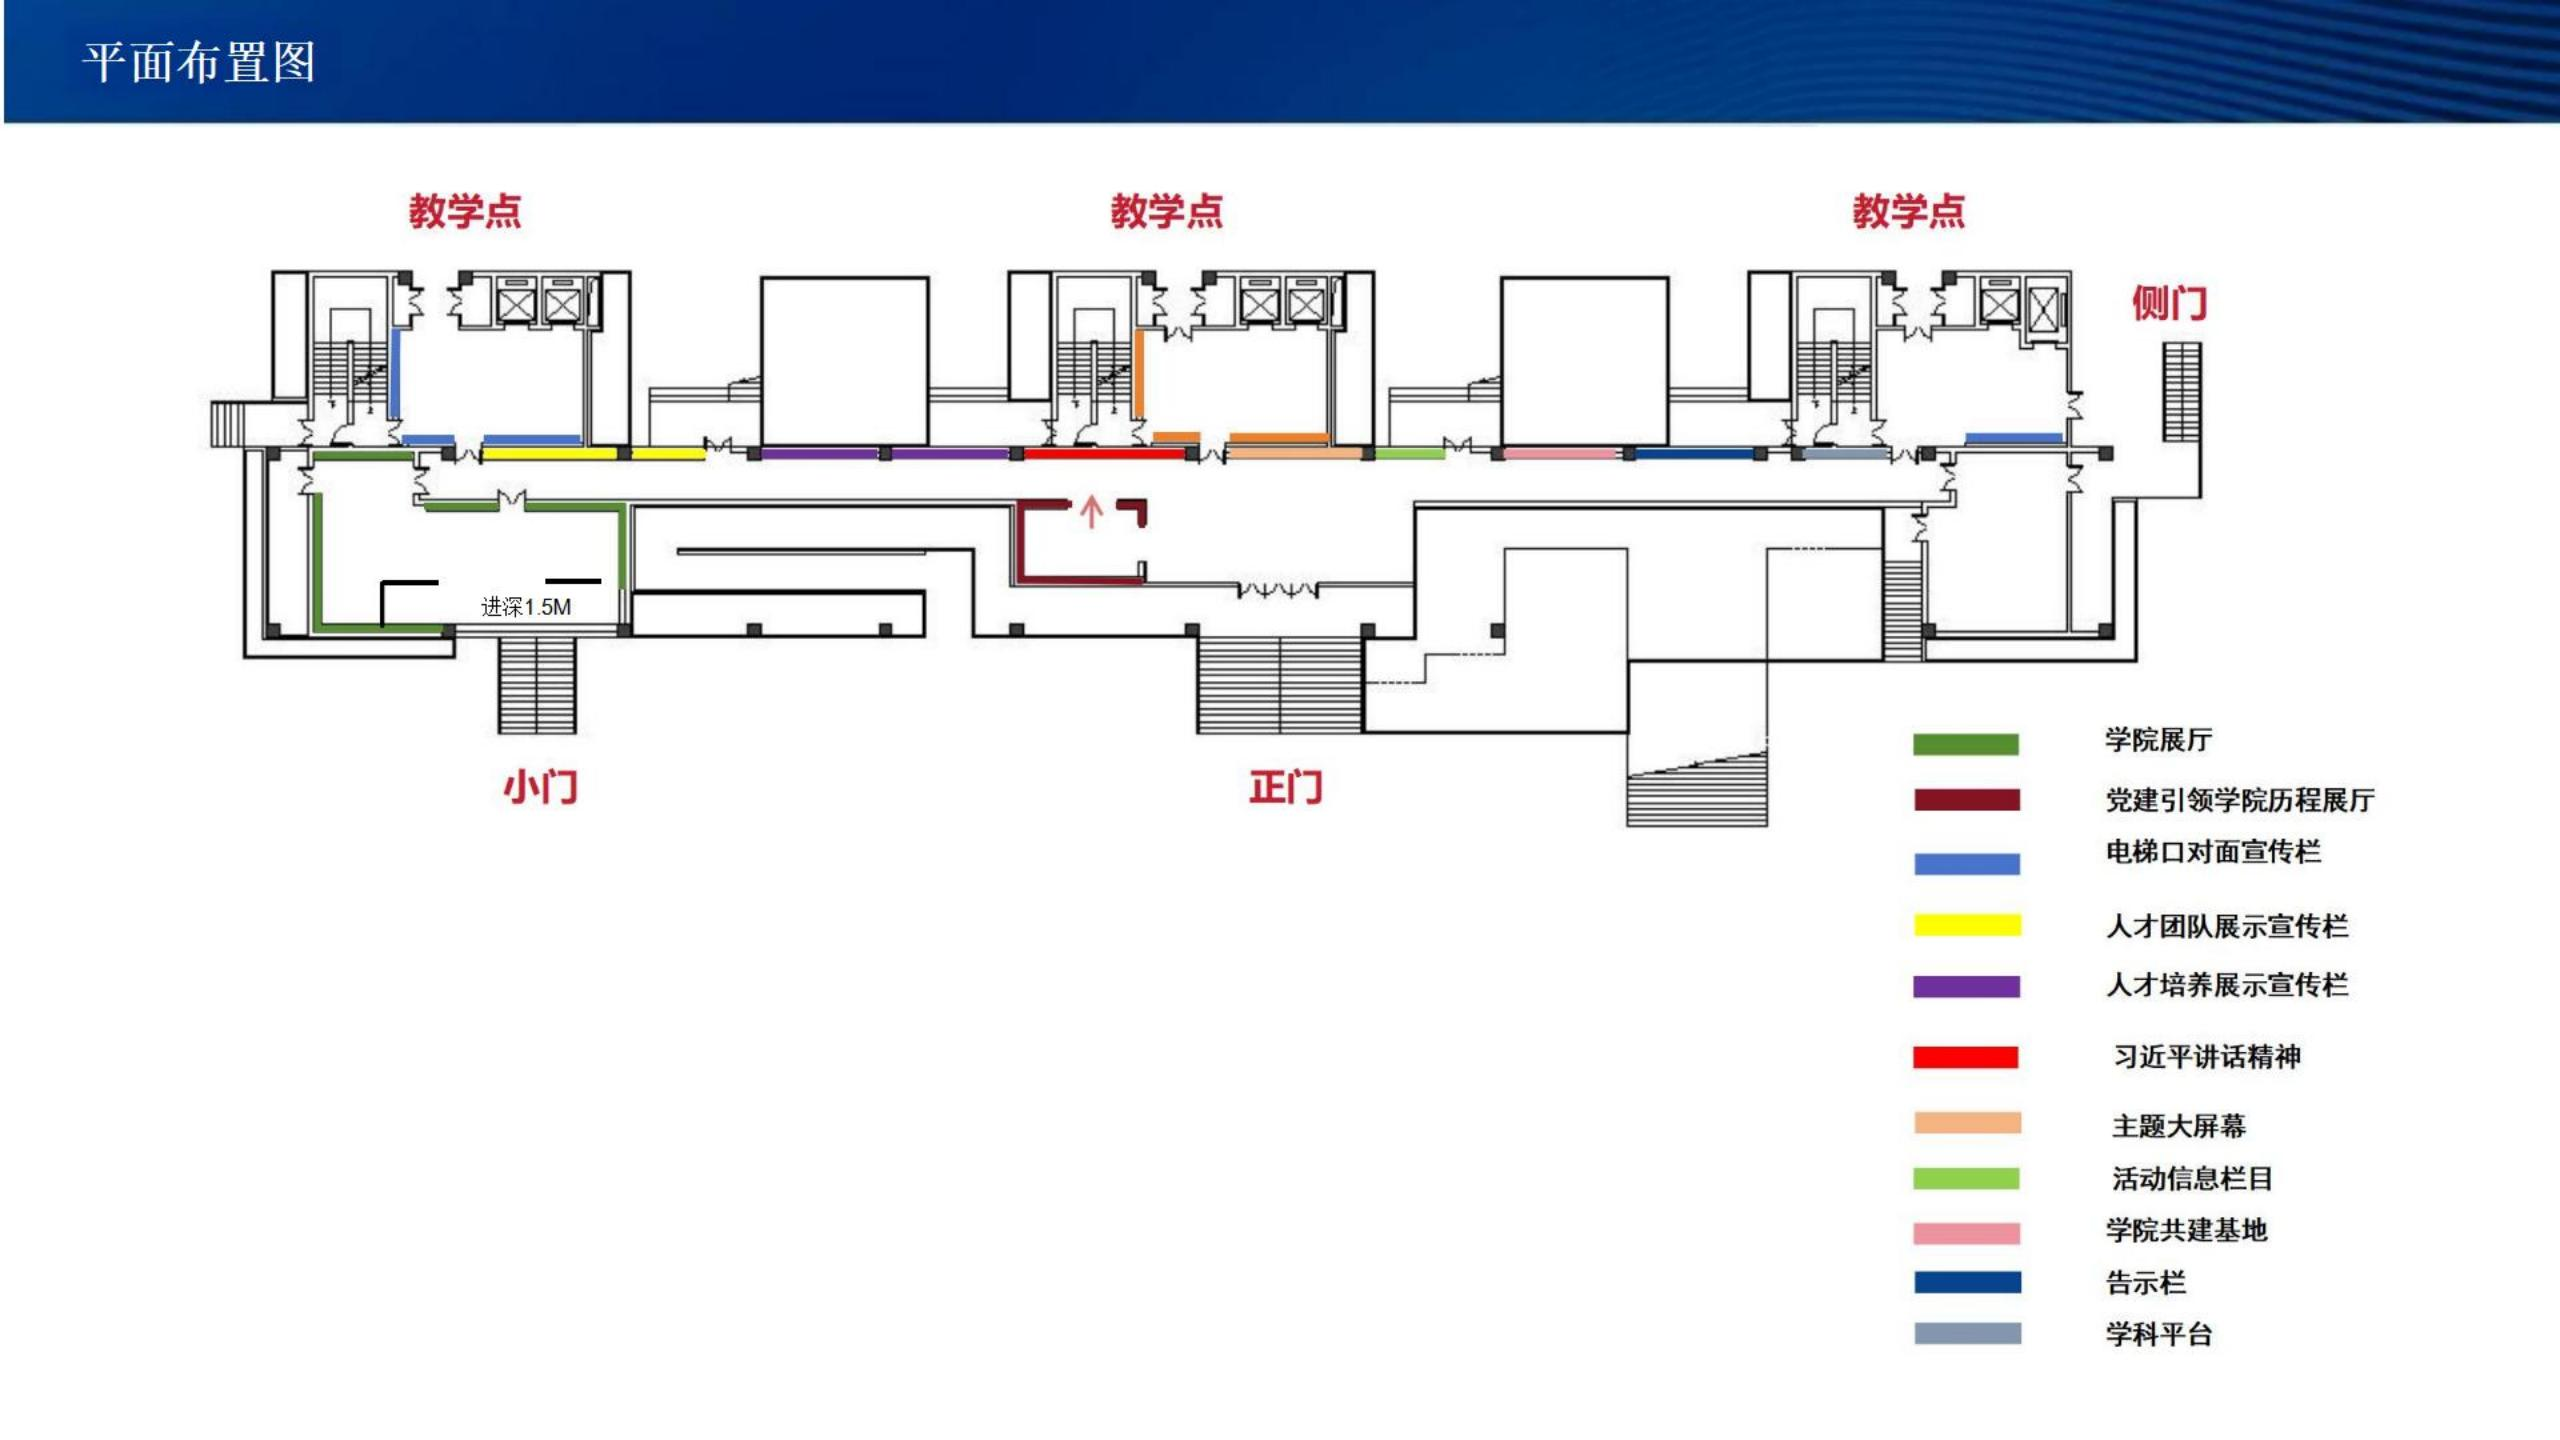 平面布置图
教学点
教学点
教学点
侧门
进深1.5M
小门
正门
学院展厅
党建引领学院历程展厅
电梯口对面宣传栏
人才团队展示宣传栏
人才培养展示宣传栏
习近平讲话精神
主题大屏幕
活动信息栏目
学院共建基地
告示栏
学科平台